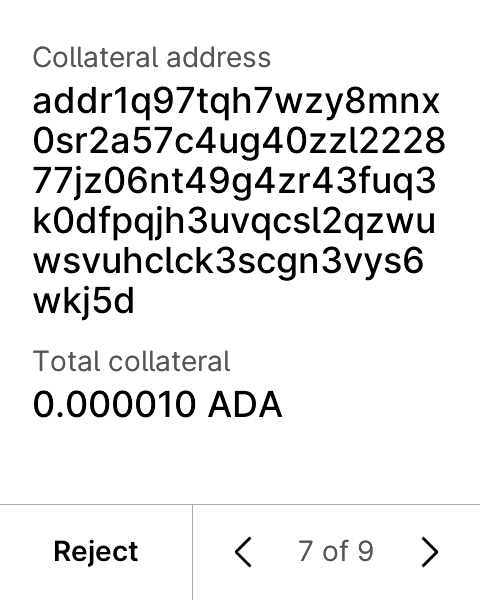 Collateral address
addr1q97tqh7wzy8mnx
0sr2a57c4ug40zzl2228
77jz06nt49g4zr43fuq3
k0dfpqjh3uvqcsl2qzwu
wsvuhclck3scgn3vys6
wkj5d
Total collateral
0.000010 ADA
Reject
7 of 9